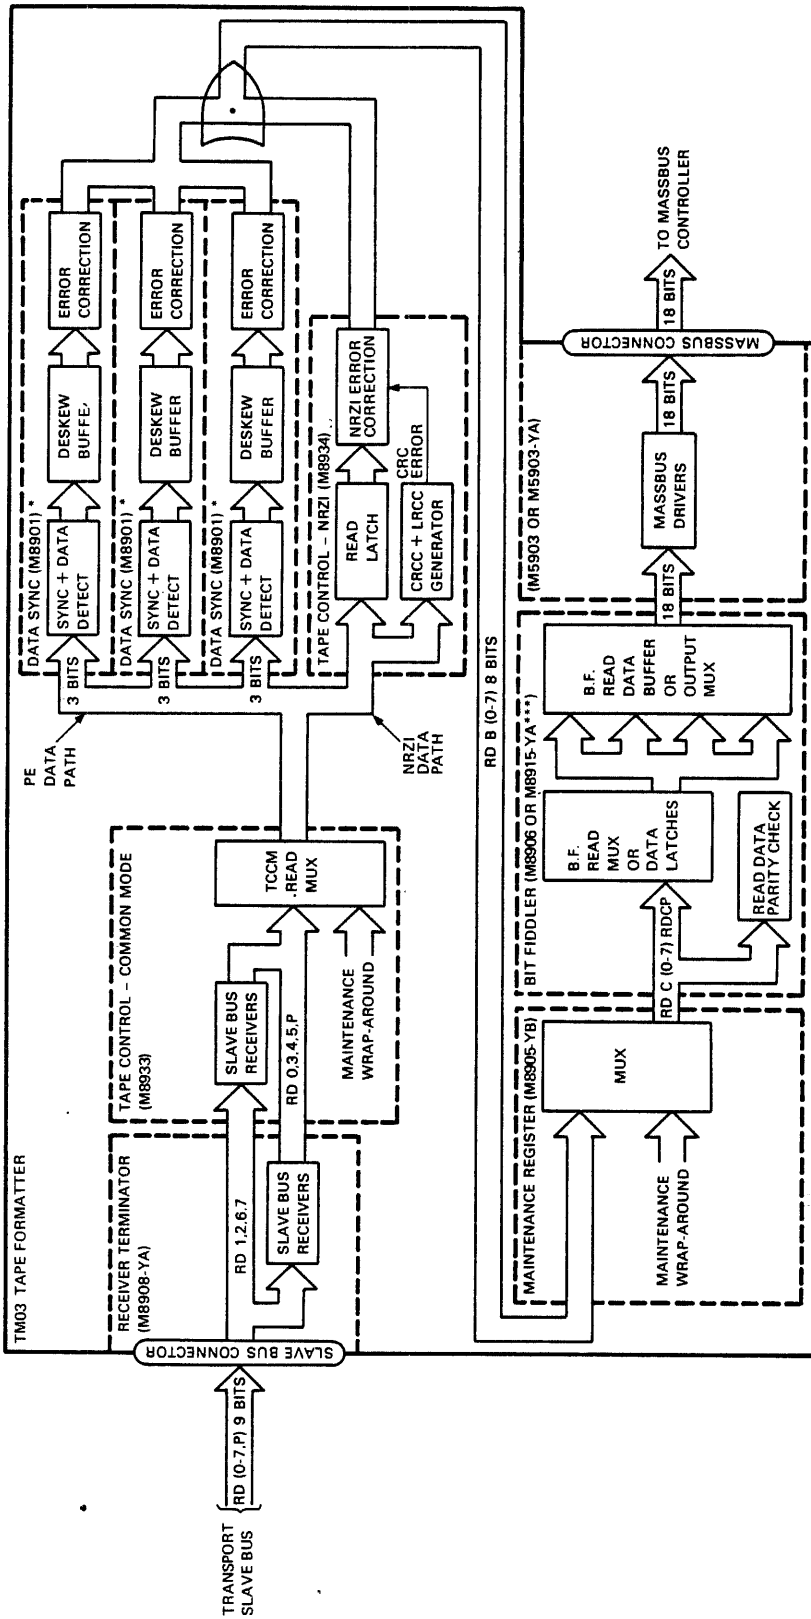 TM03 TAPE FORMATTER
TRANSPORT
SLAVE BUS
RD (0-7,P) 9 BITS
SLAVE BUS CONNECTOR
RECEIVER TERMINATOR
(M8908-YA)
RD 1,2,6,7
SLAVE BUS
RECEIVERS
TAPE CONTROL – COMMON MODE
(M8933)
SLAVE BUS
RECEIVERS
RD 0,3,4,5,P
MAINTENANCE
WRAP-AROUND
TCCM
.READ
MUX
PE
DATA
PATH
NRZI
DATA
PATH
DATA SYNC (M8901) *
3 BITS
SYNC + DATA
DETECT
DESKEW
BUFFE,
ERROR
CORRECTION
DATA SYNC (M8901) *
3 BITS
SYNC + DATA
DETECT
DESKEW
BUFFER
ERROR
CORRECTION
DATA SYNC (M8901) *
3 BITS
SYNC + DATA
DETECT
DESKEW
BUFFER
ERROR
CORRECTION
TAPE CONTROL – NRZI (M8934) ..
READ
LATCH
NRZI ERROR
CORRECTION
CRCC + LRCC
GENERATOR
CRC
ERROR
RD B (0-7) 8 BITS
MAINTENANCE REGISTER (M8905-YB)
MUX
MAINTENANCE
WRAP-AROUND
BIT FIDDLER (M8906 OR M8915-YA***)
RD C (0-7) RDCP
B.F.
READ
MUX
OR
DATA
LATCHES
READ DATA
PARITY CHECK
B.F.
READ
DATA
BUFFER
OR
OUTPUT
MUX
18 BITS
(M5903 OR M5903-YA)
MASSBUS
DRIVERS
18 BITS
MASSBUS CONNECTOR
18 BITS
TO MASSBUS
CONTROLLER